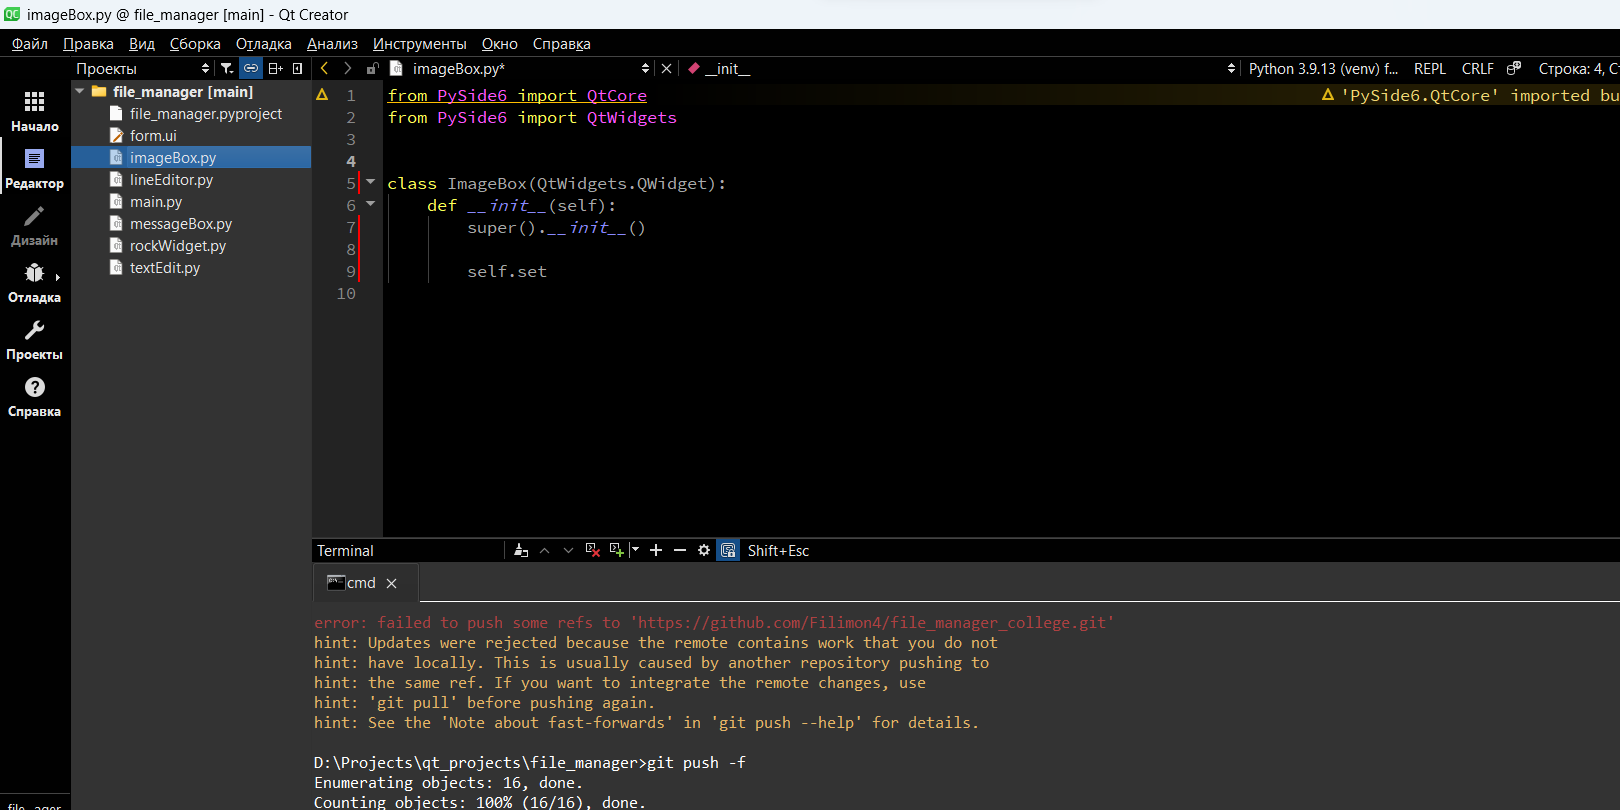 imageBox.py @ file_manager [main] - Qt Creator
Файл Правка Вид Сборка Отладка Анализ Инструменты Окно Справка
Проекты
imageBox.py*
__init__
Python 3.9.13 (venv) f... REPL CRLF Строка: 4, С
Начало
Редактор
Дизайн
Отладка
Проекты
Справка
file_manager [main]
file_manager.pyproject
form.ui
imageBox.py
lineEditor.py
main.py
messageBox.py
rockWidget.py
textEdit.py
1 from PySide6 import QtCore 'PySide6.QtCore' imported bu
2 from PySide6 import QtWidgets
3
4
5 class ImageBox(QtWidgets.QWidget):
6 def __init__(self):
7 super().__init__()
8
9 self.set
10
Terminal Shift+Esc
cmd
error: failed to push some refs to 'https://github.com/Filimon4/file_manager_college.git'
hint: Updates were rejected because the remote contains work that you do not
hint: have locally. This is usually caused by another repository pushing to
hint: the same ref. If you want to integrate the remote changes, use
hint: 'git pull' before pushing again.
hint: See the 'Note about fast-forwards' in 'git push --help' for details.
D:\Projects\qt_projects\file_manager>git push -f
Enumerating objects: 16, done.
Counting objects: 100% (16/16), done.